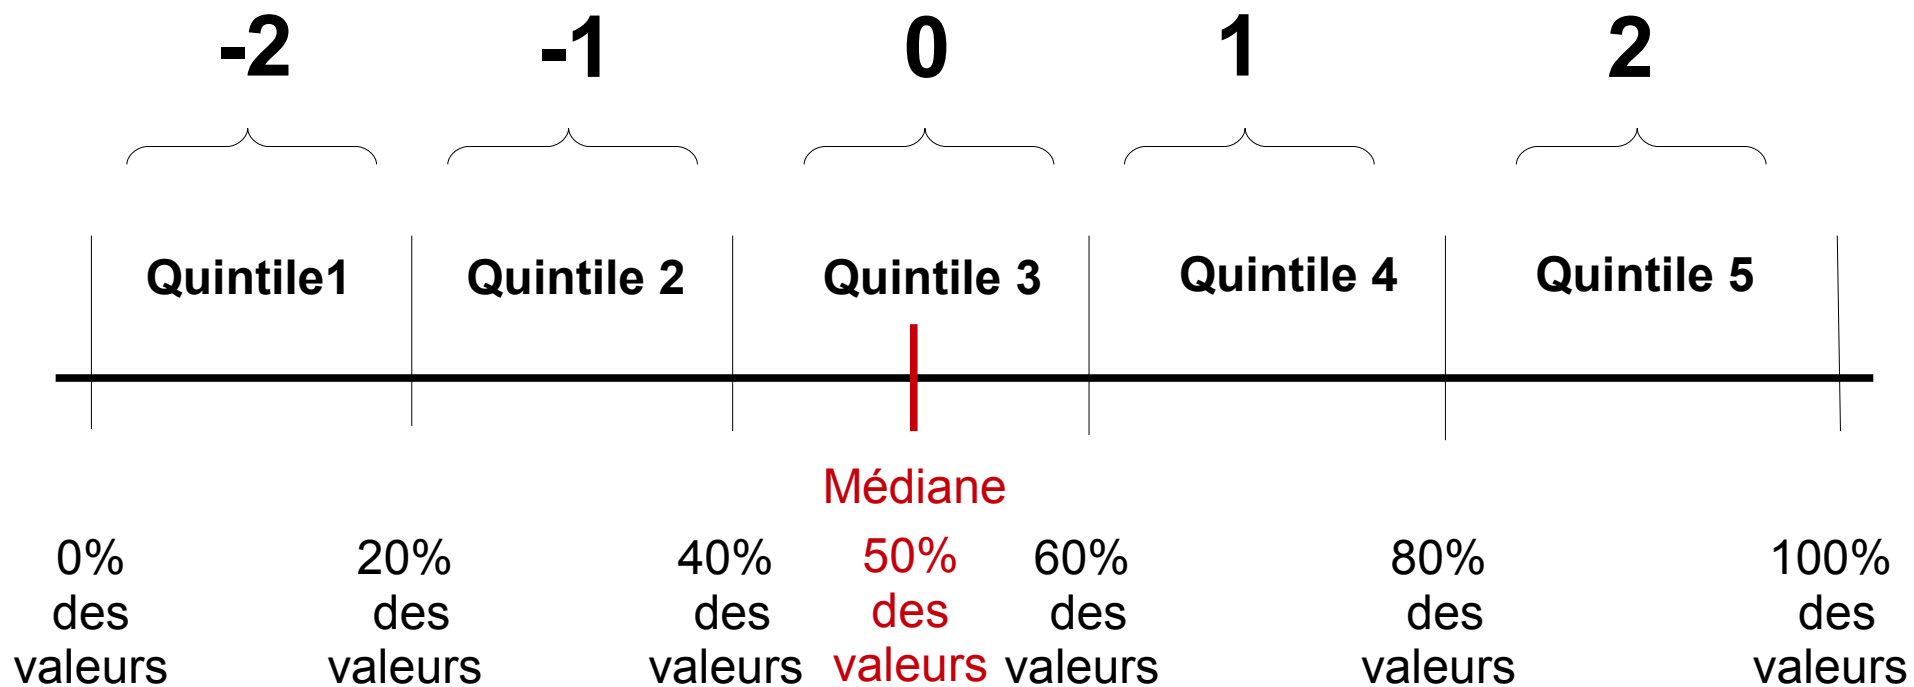 -2 -1 0 1 2
Quintile1 Quintile 2 Quintile 3 Quintile 4 Quintile 5
Médiane
0% 20% 40% 50% 60% 80% 100%
des des des des des des des
valeurs valeurs valeurs valeurs valeurs valeurs valeurs